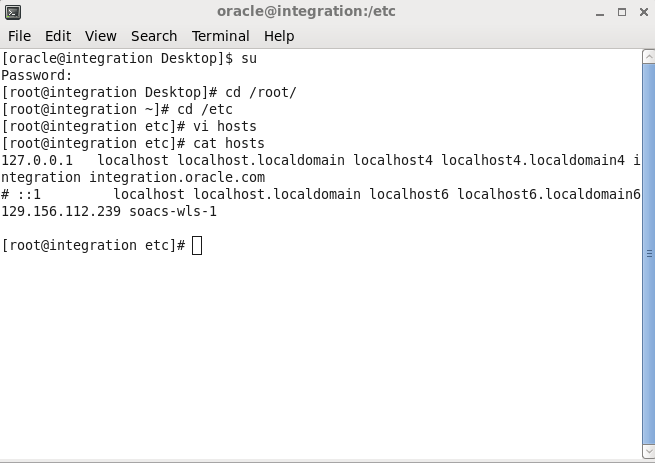 oracle@integration:/etc
File Edit View Search Terminal Help
[oracle@integration Desktop]$ su
Password:
[root@integration Desktop]# cd /root/
[root@integration ~]# cd /etc
[root@integration etc]# vi hosts
[root@integration etc]# cat hosts
127.0.0.1   localhost localhost.localdomain localhost4 localhost4.localdomain4 i
ntegration integration.oracle.com
# ::1         localhost localhost.localdomain localhost6 localhost6.localdomain6
129.156.112.239 soacs-wls-1
[root@integration etc]#